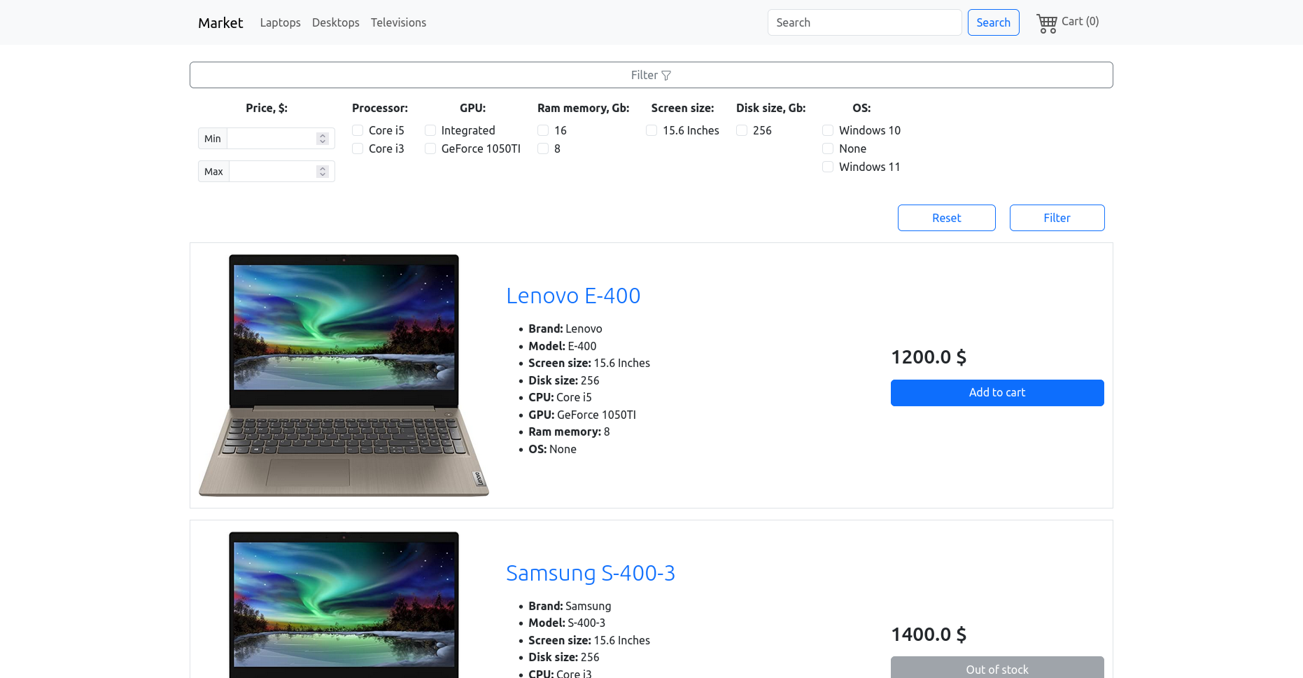 Market Laptops Desktops Televisions Search Search Cart (0)
Filter
Price, $: Processor: GPU: Ram memory, Gb: Screen size: Disk size, Gb: OS:
Min Core i5 Integrated 16 15.6 Inches 256 Windows 10
Core i3 GeForce 1050TI 8 None
Max Windows 11
Reset Filter
Lenovo E-400
Brand: Lenovo
Model: E-400
Screen size: 15.6 Inches
Disk size: 256
CPU: Core i5
GPU: GeForce 1050TI
Ram memory: 8
OS: None
1200.0 $
Add to cart
Lenovo
Samsung S-400-3
Brand: Samsung
Model: S-400-3
Screen size: 15.6 Inches
Disk size: 256
CPU: Core i3
1400.0 $
Out of stock